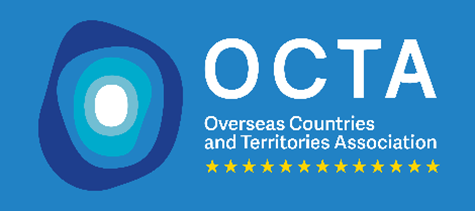 OCTA
Overseas Countries
and Territories Association